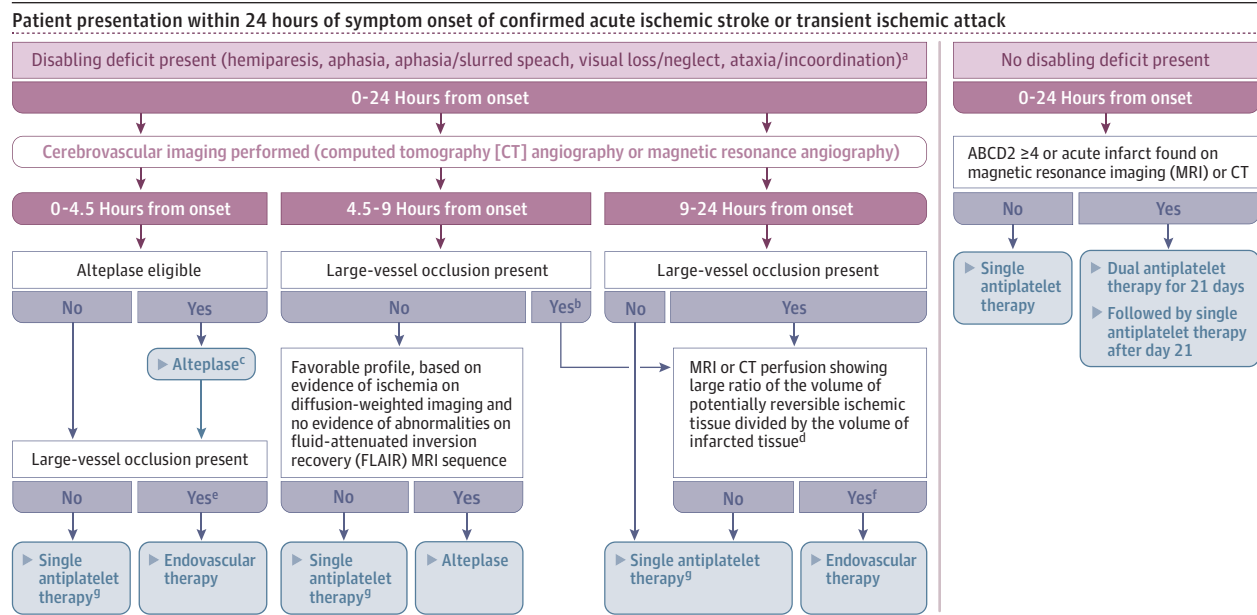 Patient presentation within 24 hours of symptom onset of confirmed acute ischemic stroke or transient ischemic attack
Disabling deficit present (hemiparesis, aphasia, aphasia/slurred speach, visual loss/neglect, ataxia/incoordination)a
0-24 Hours from onset
Cerebrovascular imaging performed (computed tomography [CT] angiography or magnetic resonance angiography)
0-4.5 Hours from onset
Alteplase eligible
No
Yes
Alteplasec
Large-vessel occlusion present
No
Yese
Single
antiplatelet
therapyg
Endovascular
therapy
4.5-9 Hours from onset
Large-vessel occlusion present
No
Yesb
Favorable profile, based on
evidence of ischemia on
diffusion-weighted imaging and
no evidence of abnormalities on
fluid-attenuated inversion
recovery (FLAIR) MRI sequence
No
Yes
Single
antiplatelet
therapyg
Alteplase
9-24 Hours from onset
Large-vessel occlusion present
No
Yes
MRI or CT perfusion showing
large ratio of the volume of
potentially reversible ischemic
tissue divided by the volume of
infarcted tissued
No
Yesf
Single antiplatelet
therapyg
Endovascular
therapy
No disabling deficit present
0-24 Hours from onset
ABCD2 ≥4 or acute infarct found on
magnetic resonance imaging (MRI) or CT
No
Yes
Single
antiplatelet
therapy
Dual antiplatelet
therapy for 21 days
Followed by single
antiplatelet therapy
after day 21